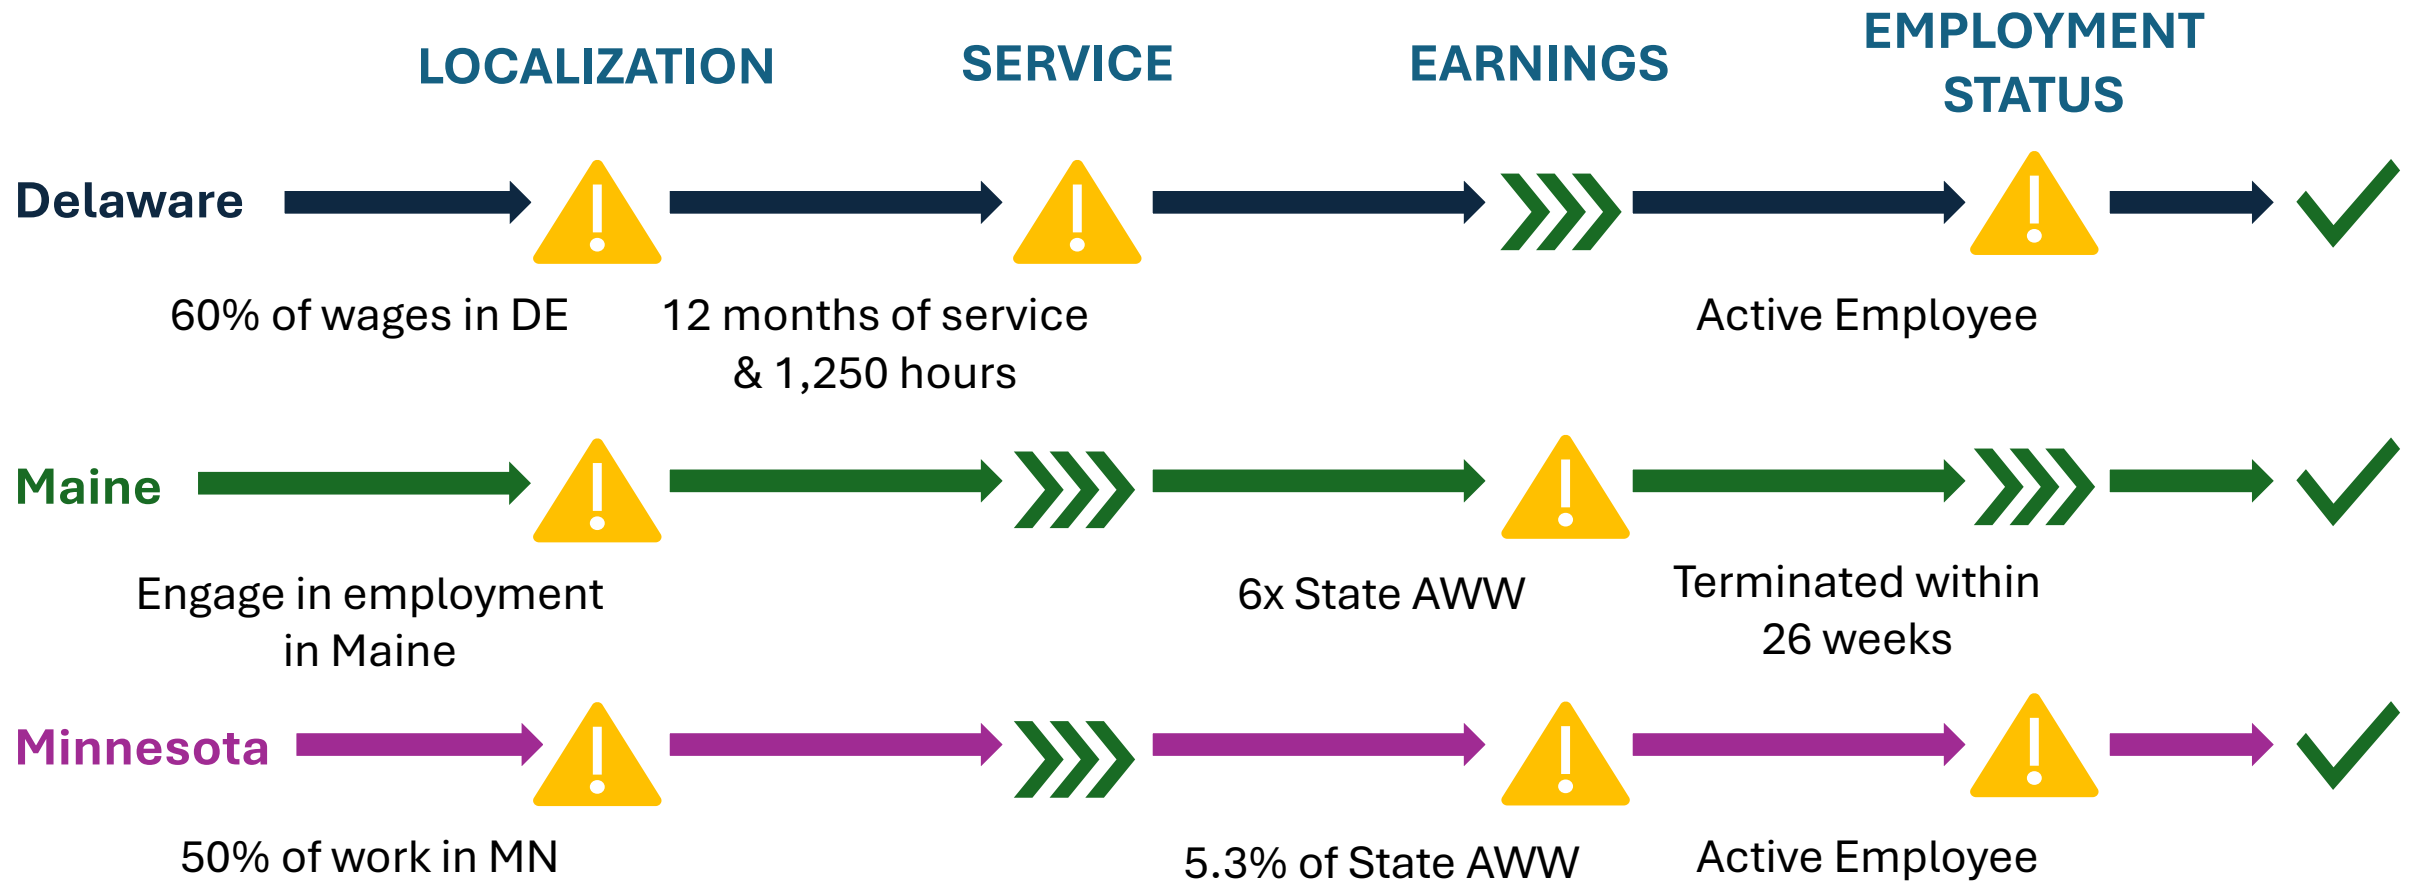 LOCALIZATION
SERVICE
EARNINGS
EMPLOYMENT
STATUS
Delaware
60% of wages in DE
12 months of service
& 1,250 hours
Active Employee
Maine
Engage in employment
in Maine
6x State AWW
Terminated within
26 weeks
Minnesota
50% of work in MN
5.3% of State AWW
Active Employee